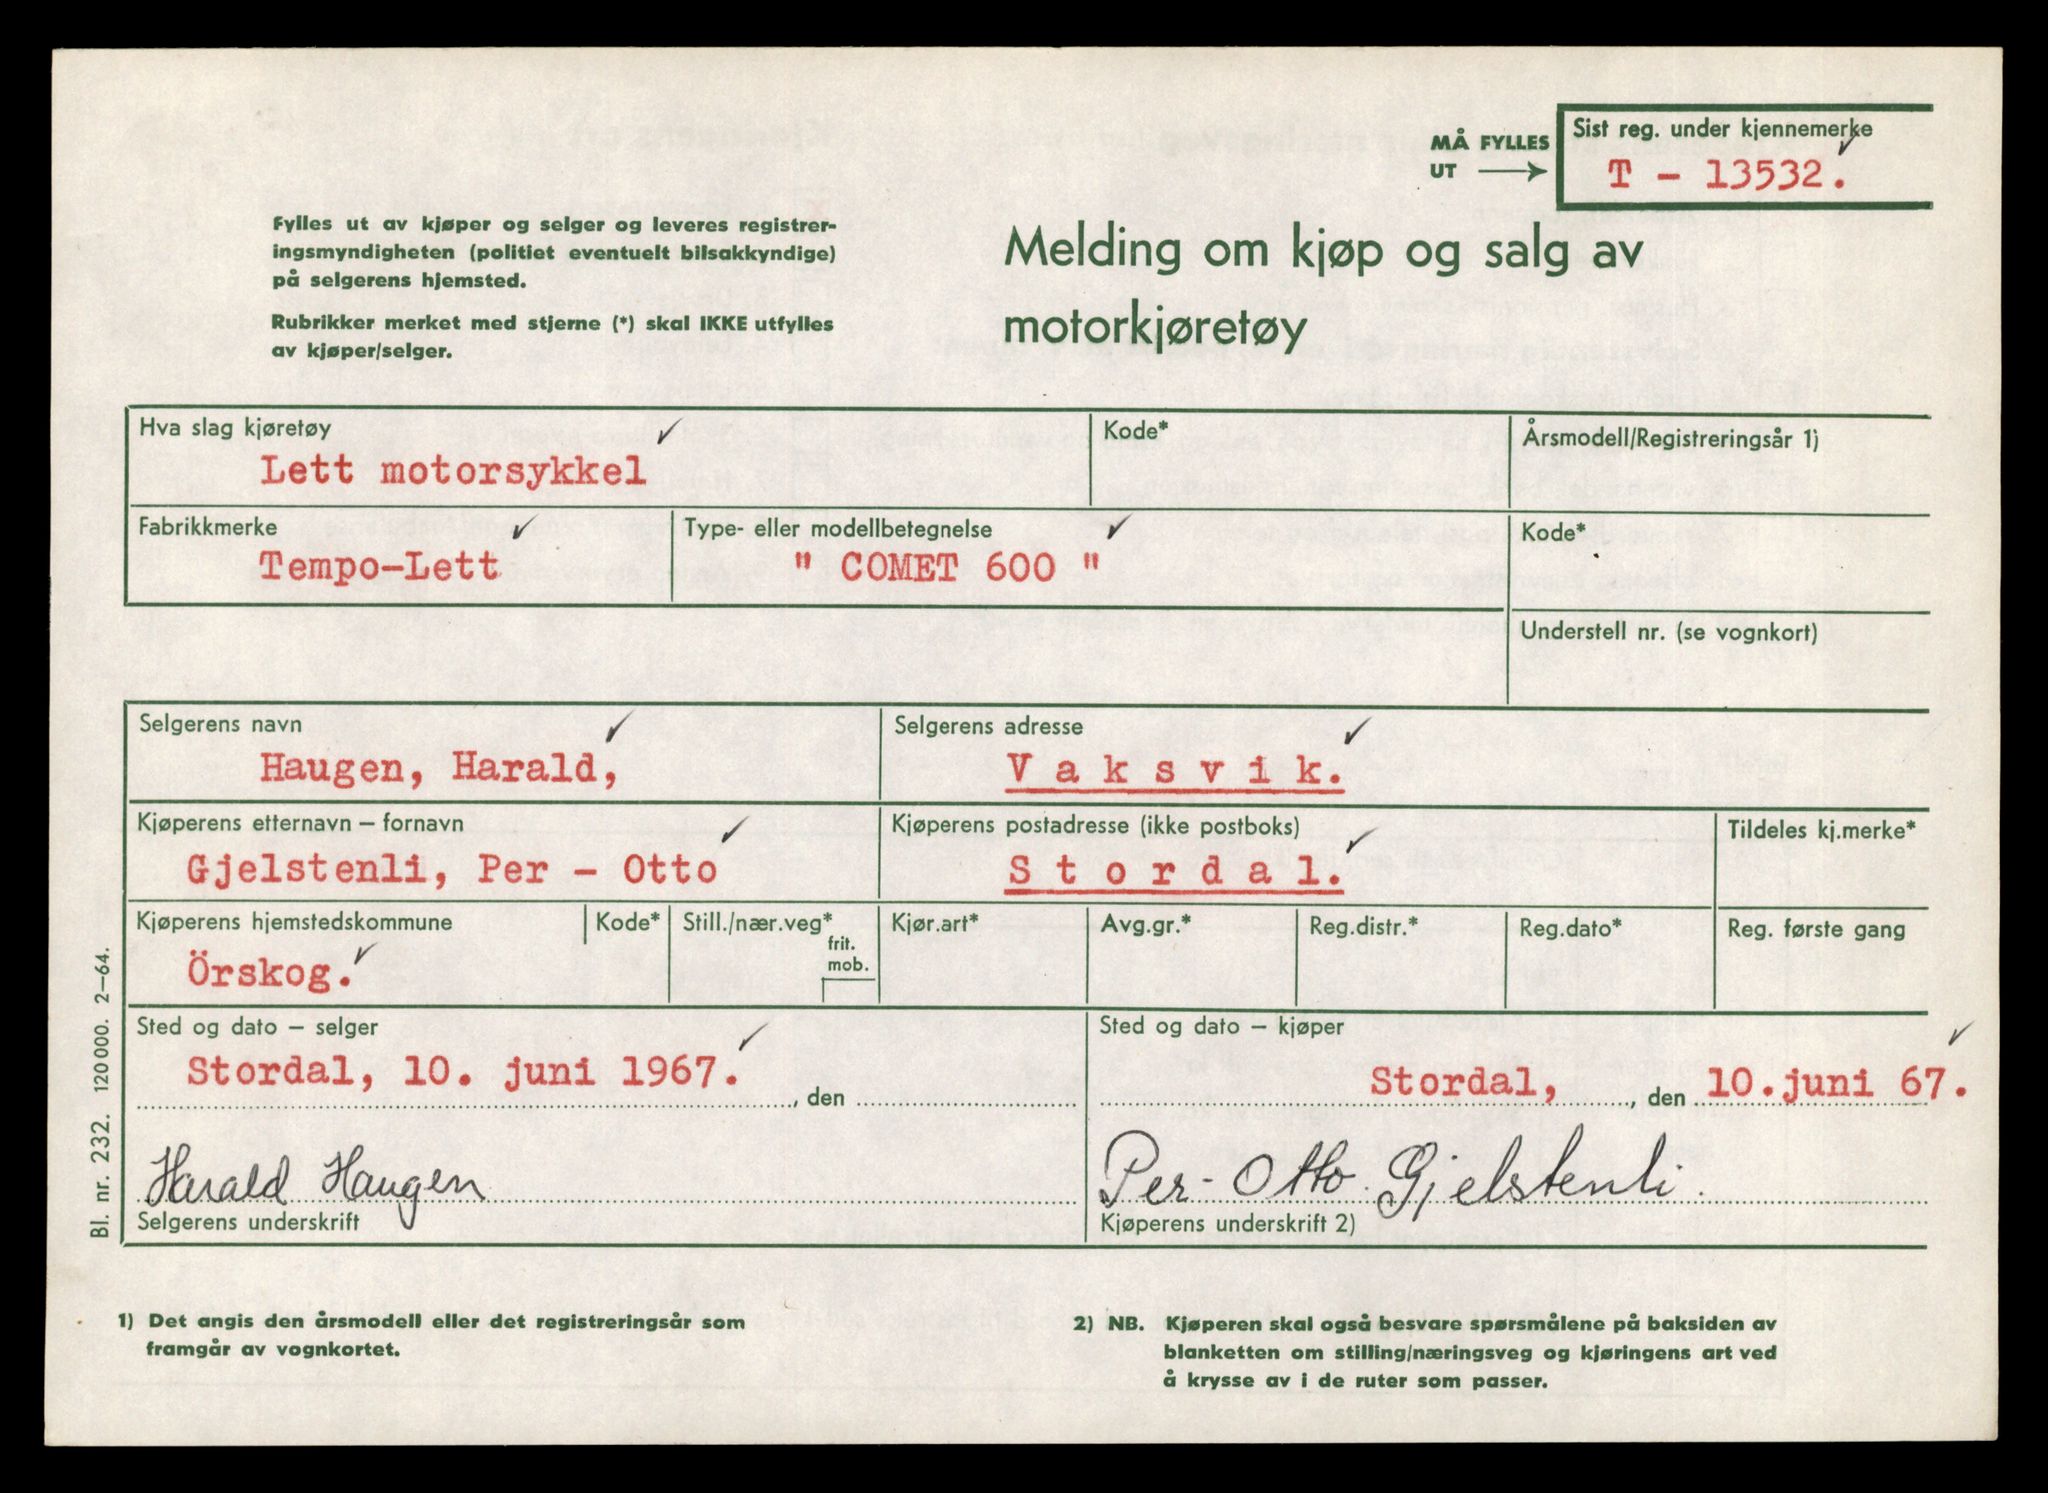 MÅ FYLLES
UT →
Sist reg. under kjennemerke
T - 13532.
Fylles ut av kjøper og selger og leveres registrer-
ingsmyndigheten (politiet eventuelt bilsakkyndige)
på selgerens hjemsted.
Rubrikker merket med stjerne (*) skal IKKE utfylles
av kjøper/selger.
Melding om kjøp og salg av
motorkjøretøy
Hva slag kjøretøy
Lett motorsykkel
Kode*
Årsmodell/Registreringsår 1)
Fabrikkmerke
Tempo-Lett
Type- eller modellbetegnelse
" COMET 600 "
Kode*
Understell nr. (se vognkort)
Selgerens navn
Haugen, Harald,
Selgerens adresse
V a k s v i k.
Kjøperens etternavn – fornavn
Gjelstenli, Per - Otto
Kjøperens postadresse (ikke postboks)
S t o r d a l.
Tildeles kj.merke*
Kjøperens hjemstedskommune
Örskog.
Kode*
Still./nær.veg*
frit.
mob.
Kjør.art*
Avg.gr.*
Reg.distr.*
Reg.dato*
Reg. første gang
Sted og dato – selger
Stordal, 10. juni 1967.
, den
Sted og dato – kjøper
Stordal, , den 10.juni 67.
Harald Haugen
Selgerens underskrift
Per-Otto Gjelstenli.
Kjøperens underskrift 2)
Bl. nr. 232. 120 000. 2–64.
1) Det angis den årsmodell eller det registreringsår som
framgår av vognkortet.
2) NB. Kjøperen skal også besvare spørsmålene på baksiden av
blanketten om stilling/næringsveg og kjøringens art ved
å krysse av i de ruter som passer.